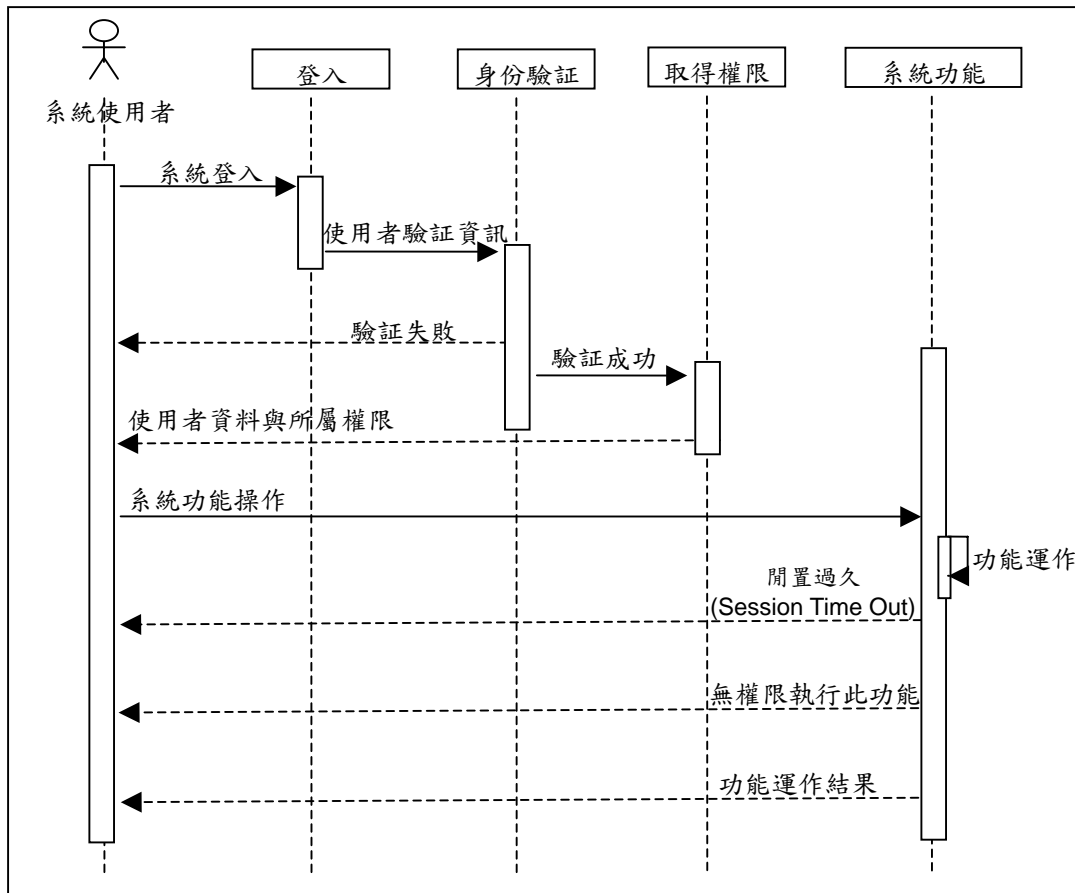 登入
身份驗証
取得權限
系統功能
系統使用者
系統登入
使用者驗証資訊
驗証失敗
驗証成功
使用者資料與所屬權限
系統功能操作
功能運作
閒置過久
(Session Time Out)
無權限執行此功能
功能運作結果